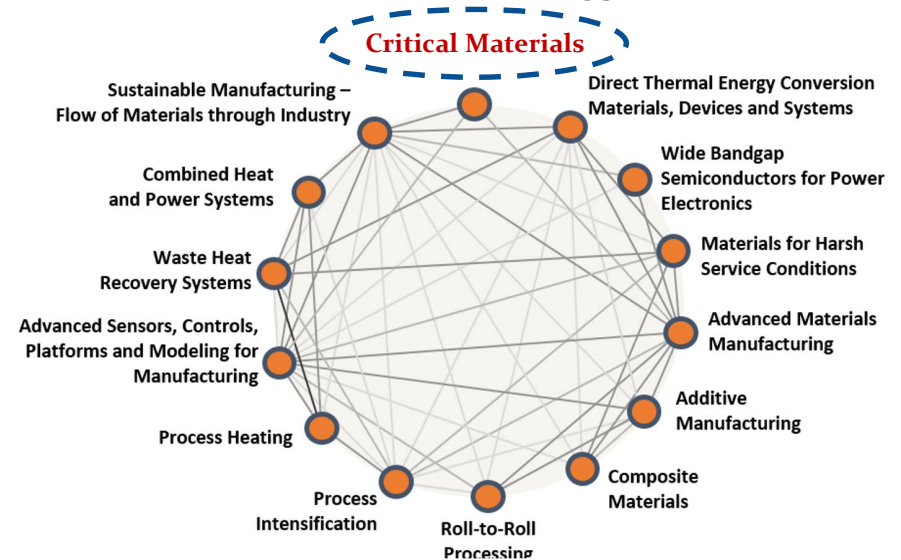 Critical Materials
Sustainable Manufacturing –
Flow of Materials through Industry
Direct Thermal Energy Conversion
Materials, Devices and Systems
Combined Heat
and Power Systems
Wide Bandgap
Semiconductors for Power
Electronics
Waste Heat
Recovery Systems
Materials for Harsh
Service Conditions
Advanced Sensors, Controls,
Platforms and Modeling for
Manufacturing
Advanced Materials
Manufacturing
Process Heating
Additive
Manufacturing
Process
Intensification
Composite
Materials
Roll-to-Roll
Processing